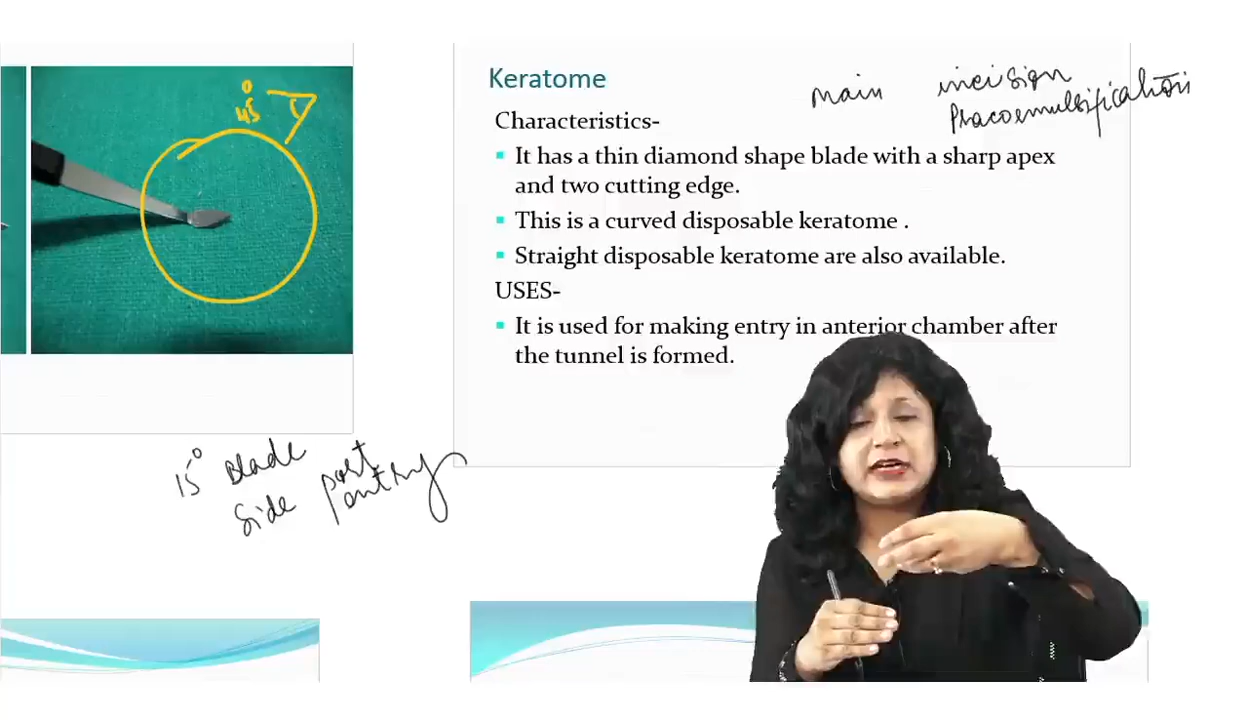 Keratome
main incision
Phacoemulsification
45°
Characteristics-
It has a thin diamond shape blade with a sharp apex
and two cutting edge.
This is a curved disposable keratome .
Straight disposable keratome are also available.
USES-
It is used for making entry in anterior chamber after
the tunnel is formed.
15° Blade
Side port
entry